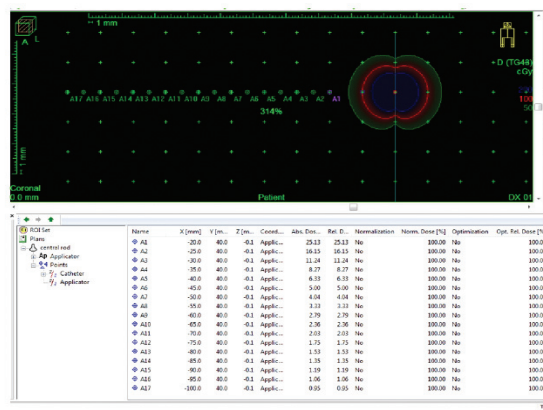 1 mm
L
A
D (TG43)
cGy
100
50
A17 A16 A15 A14 A13 A12 A11 A10 A9 A8 A7 A6 A5 A4 A3 A2 A1
314%
1 mm
Coronal
0.0 mm Patient DX 01
ROI Set
Plans
central rod
Ap Applicator
Points
Catheter
Applicator
Name X [mm] Y [m... Z [m... Coord... Abs. Dos... Rel. D... Normalization Norm. Dose [%] Optimisation Opt. Rel. Dose [%
A1 -20.0 40.0 -0.1 Applic... 25.13 25.13 No 100.00 No 100.0
A2 -25.0 40.0 -0.1 Applic... 16.15 16.15 No 100.00 No 100.0
A3 -30.0 40.0 -0.1 Applic... 11.24 11.24 No 100.00 No 100.0
A4 -35.0 40.0 -0.1 Applic... 8.27 8.27 No 100.00 No 100.0
A5 -40.0 40.0 -0.1 Applic... 6.33 6.33 No 100.00 No 100.0
A6 -45.0 40.0 -0.1 Applic... 5.00 5.00 No 100.00 No 100.0
A7 -50.0 40.0 -0.1 Applic... 4.04 4.04 No 100.00 No 100.0
A8 -55.0 40.0 -0.1 Applic... 3.33 3.33 No 100.00 No 100.0
A9 -60.0 40.0 -0.1 Applic... 2.79 2.79 No 100.00 No 100.0
A10 -65.0 40.0 -0.1 Applic... 2.36 2.36 No 100.00 No 100.0
A11 -70.0 40.0 -0.1 Applic... 2.03 2.03 No 100.00 No 100.0
A12 -75.0 40.0 -0.1 Applic... 1.75 1.75 No 100.00 No 100.0
A13 -80.0 40.0 -0.1 Applic... 1.53 1.53 No 100.00 No 100.0
A14 -85.0 40.0 -0.1 Applic... 1.35 1.35 No 100.00 No 100.0
A15 -90.0 40.0 -0.1 Applic... 1.19 1.19 No 100.00 No 100.0
A16 -95.0 40.0 -0.1 Applic... 1.06 1.06 No 100.00 No 100.0
A17 -100.0 40.0 -0.1 Applic... 0.95 0.95 No 100.00 No 100.0